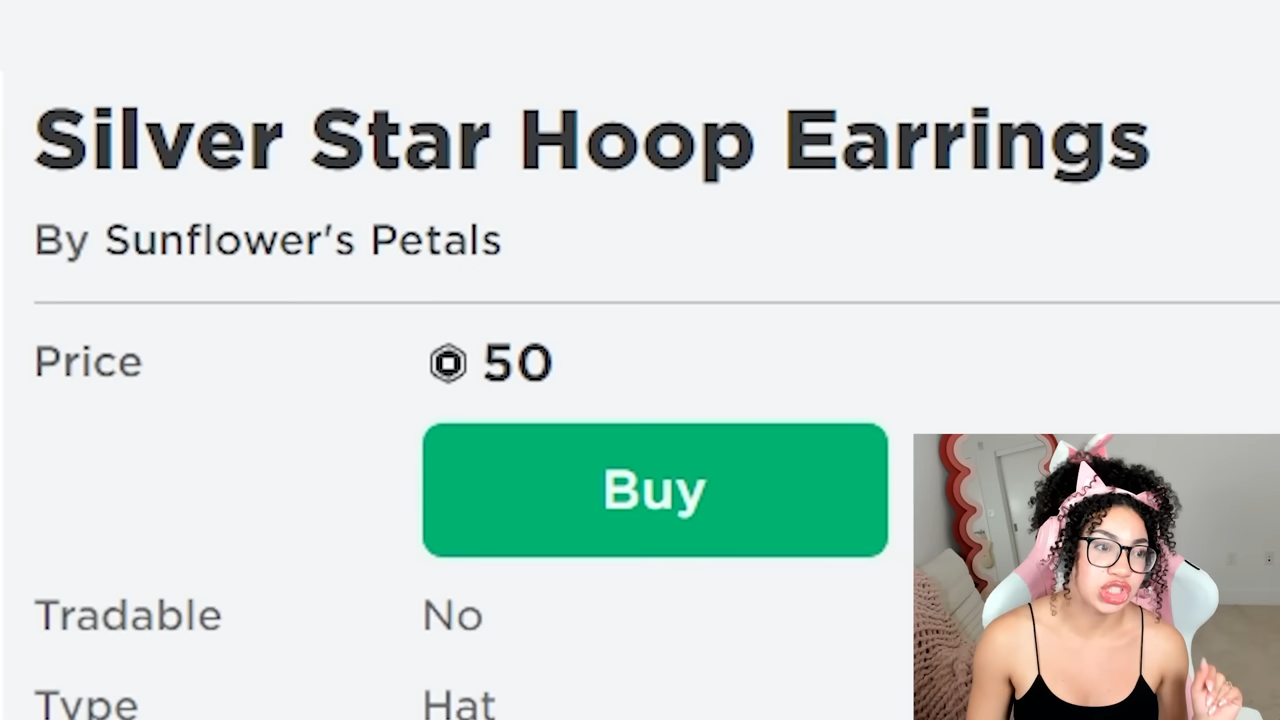 Silver Star Hoop Earrings
By Sunflower's Petals
Price 50
Buy
Tradable No
Type Hat